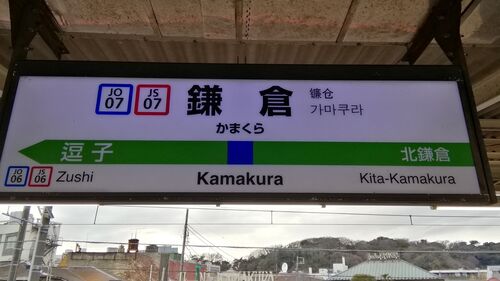 JO
07
JS
07
鎌倉
镰仓
가마쿠라
かまくら
逗子
北鎌倉
JO
06
JS
06
Zushi
Kamakura
Kita-Kamakura